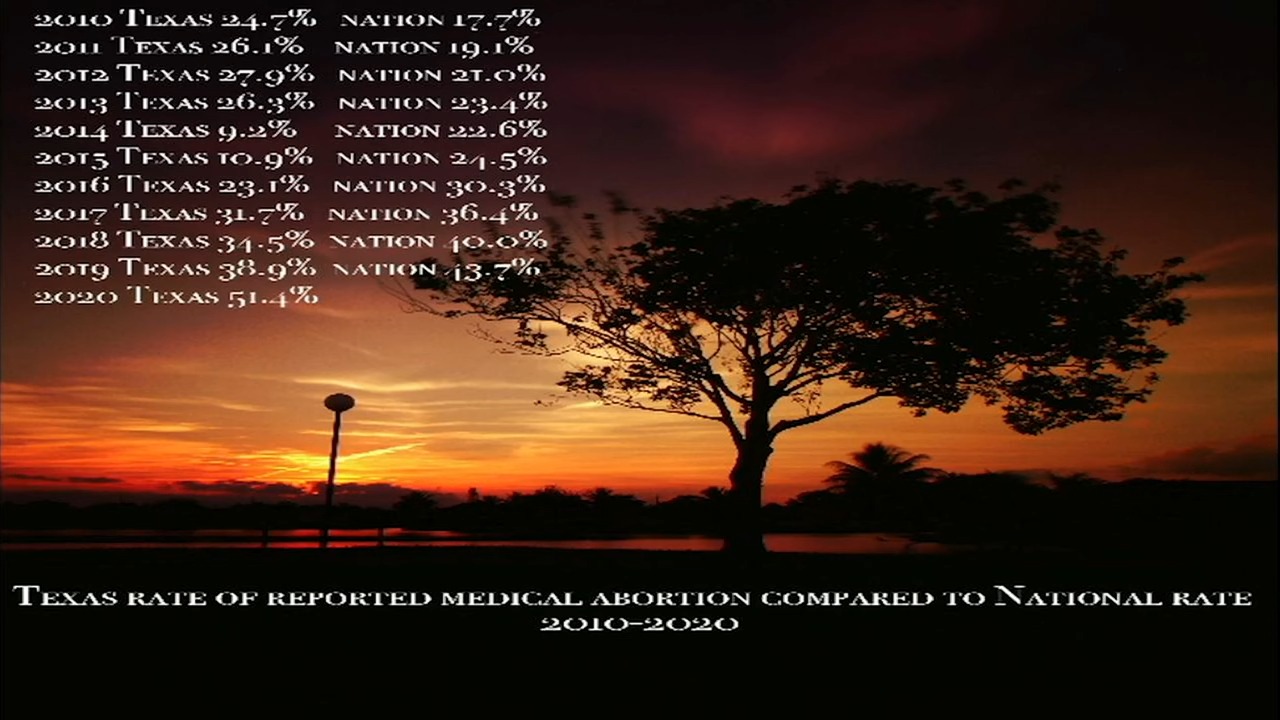 2010 Texas 24.7% nation 17.7%
2011 Texas 26.1% nation 19.1%
2012 Texas 27.9% nation 21.0%
2013 Texas 26.3% nation 23.4%
2014 Texas 9.2% nation 22.6%
2015 Texas 10.9% nation 24.5%
2016 Texas 23.1% nation 30.3%
2017 Texas 31.7% nation 36.4%
2018 Texas 34.5% nation 40.0%
2019 Texas 38.9% nation 43.7%
2020 Texas 51.4%
Texas rate of reported medical abortion compared to National rate
2010-2020